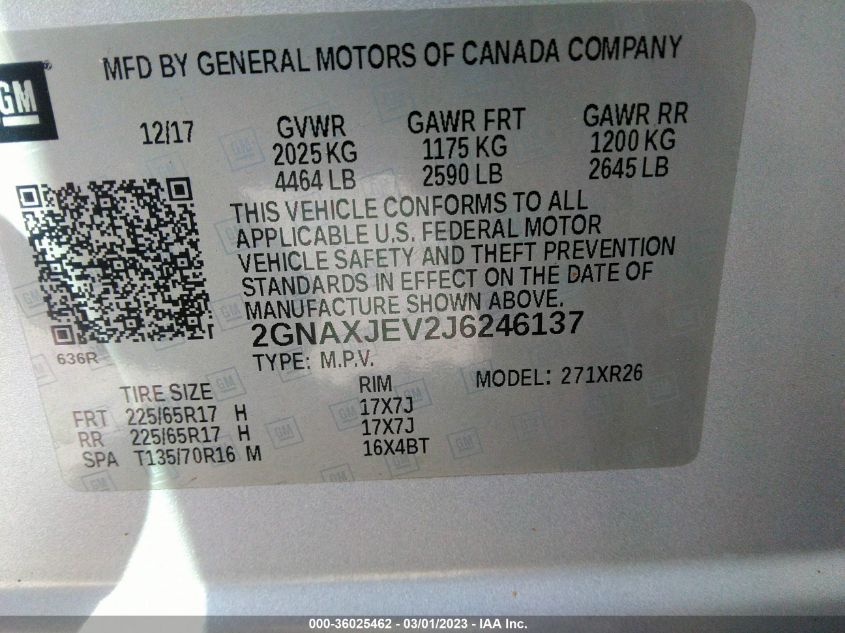 MFD BY GENERAL MOTORS OF CANADA COMPANY
GM
®
12/17 GVWR GAWR FRT GAWR RR
2025 KG 1175 KG 1200 KG
4464 LB 2590 LB 2645 LB
THIS VEHICLE CONFORMS TO ALL
APPLICABLE U.S. FEDERAL MOTOR
VEHICLE SAFETY AND THEFT PREVENTION
STANDARDS IN EFFECT ON THE DATE OF
MANUFACTURE SHOWN ABOVE.
2GNAXJEV2J6246137
636R
TYPE: M.P.V.
TIRE SIZE RIM MODEL: 271XR26
FRT 225/65R17 H 17X7J
RR 225/65R17 H 17X7J
SPA T135/70R16 M 16X4BT
000-36025462 - 03/01/2023 - IAA Inc.